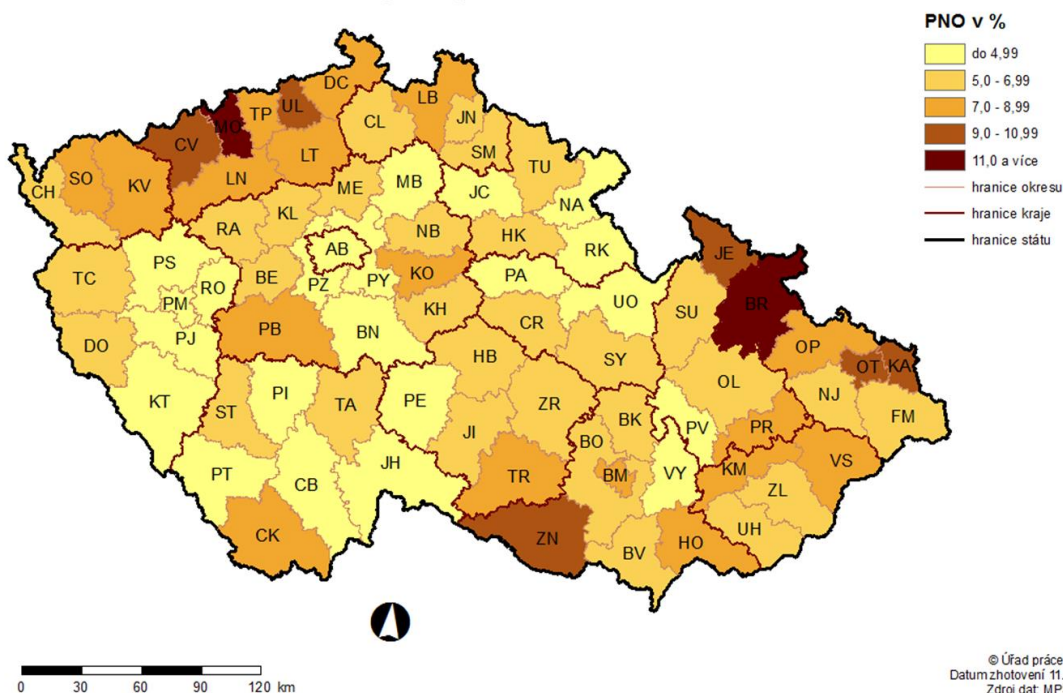 PNO v %
do 4,99
5,0 - 6,99
7,0 - 8,99
9,0 - 10,99
11,0 a více
hranice okresu
hranice kraje
hranice státu
DC
LB
UL
TP
MO
CV
CL
JN
SM
LT
TU
LN
SO
KV
CH
ME
MB
JC
NA
KL
RA
NB
HK
AB
RK
JE
TC
PS
RO
BE
PZ
PY
KO
PA
UO
BR
PM
SU
KH
CR
PB
BN
DO
PJ
SY
OP
HB
OT
KA
OL
NJ
KT
ST
PI
TA
PE
ZR
FM
JI
BO
BK
PV
PR
JH
VS
KM
PT
CB
TR
BM
VY
ZL
UH
CK
ZN
BV
HO
0 30 60 90 120 km
© Úřad práce
Datum zhotovení 11.
Zdroj dat: MP